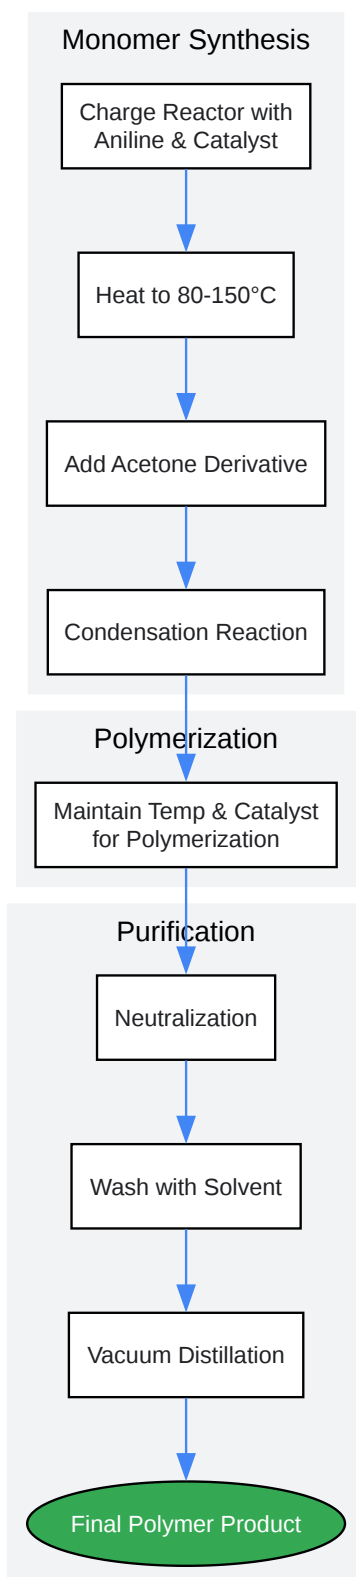 Monomer Synthesis
Charge Reactor with
Aniline & Catalyst
Heat to 80-150°C
Add Acetone Derivative
Condensation Reaction
Polymerization
Maintain Temp & Catalyst
for Polymerization
Purification
Neutralization
Wash with Solvent
Vacuum Distillation
Final Polymer Product